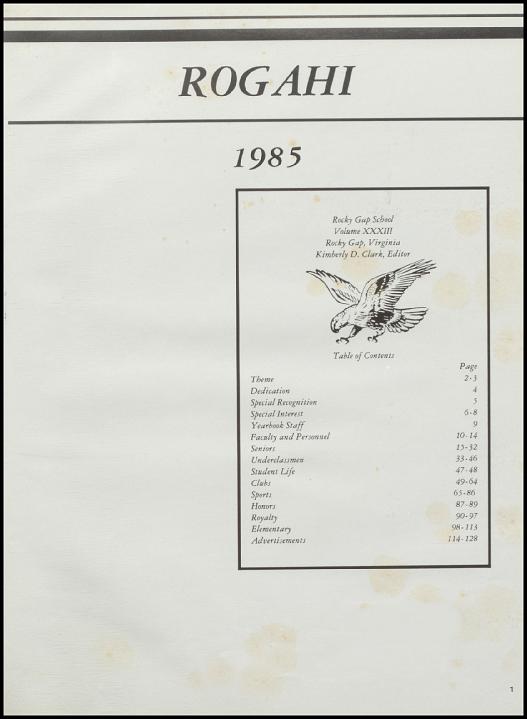 ROGAHI
1985
Rocky Gap School
Volume XXXIII
Rocky Gap, Virginia
Kimberly D. Clark, Editor
Table of Contents
Page
Theme 2-3
Dedication 4
Special Recognition 5
Special Interest 6-8
Yearbook Staff 9
Faculty and Personnel 10-14
Seniors 15-32
Underclassmen 33-46
Student Life 47-48
Clubs 49-64
Sports 65-86
Honors 87-89
Royalty 90-97
Elementary 98-113
Advertisements 114-128
1